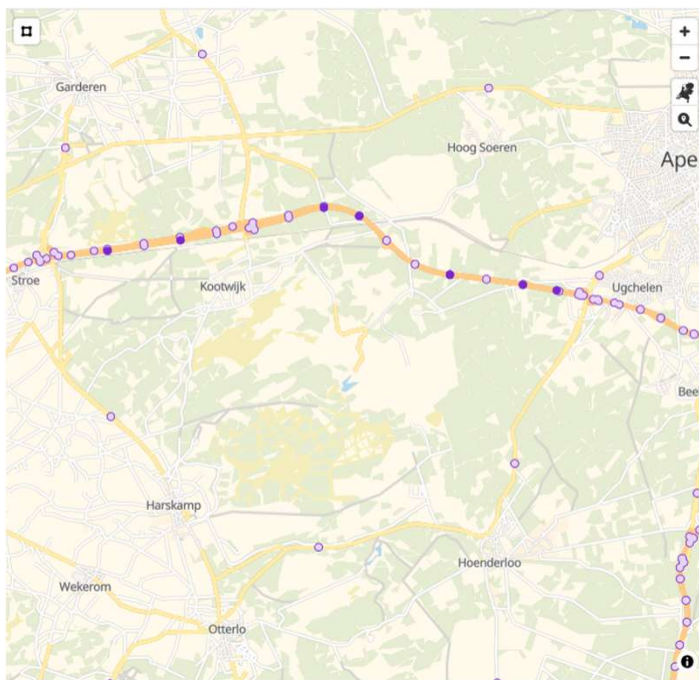 Garderen
Hoog Soeren
Ape
Stroe
Kootwijk
Ugchelen
Bee
Harskamp
Hoenderloo
Wekerom
Otterlo